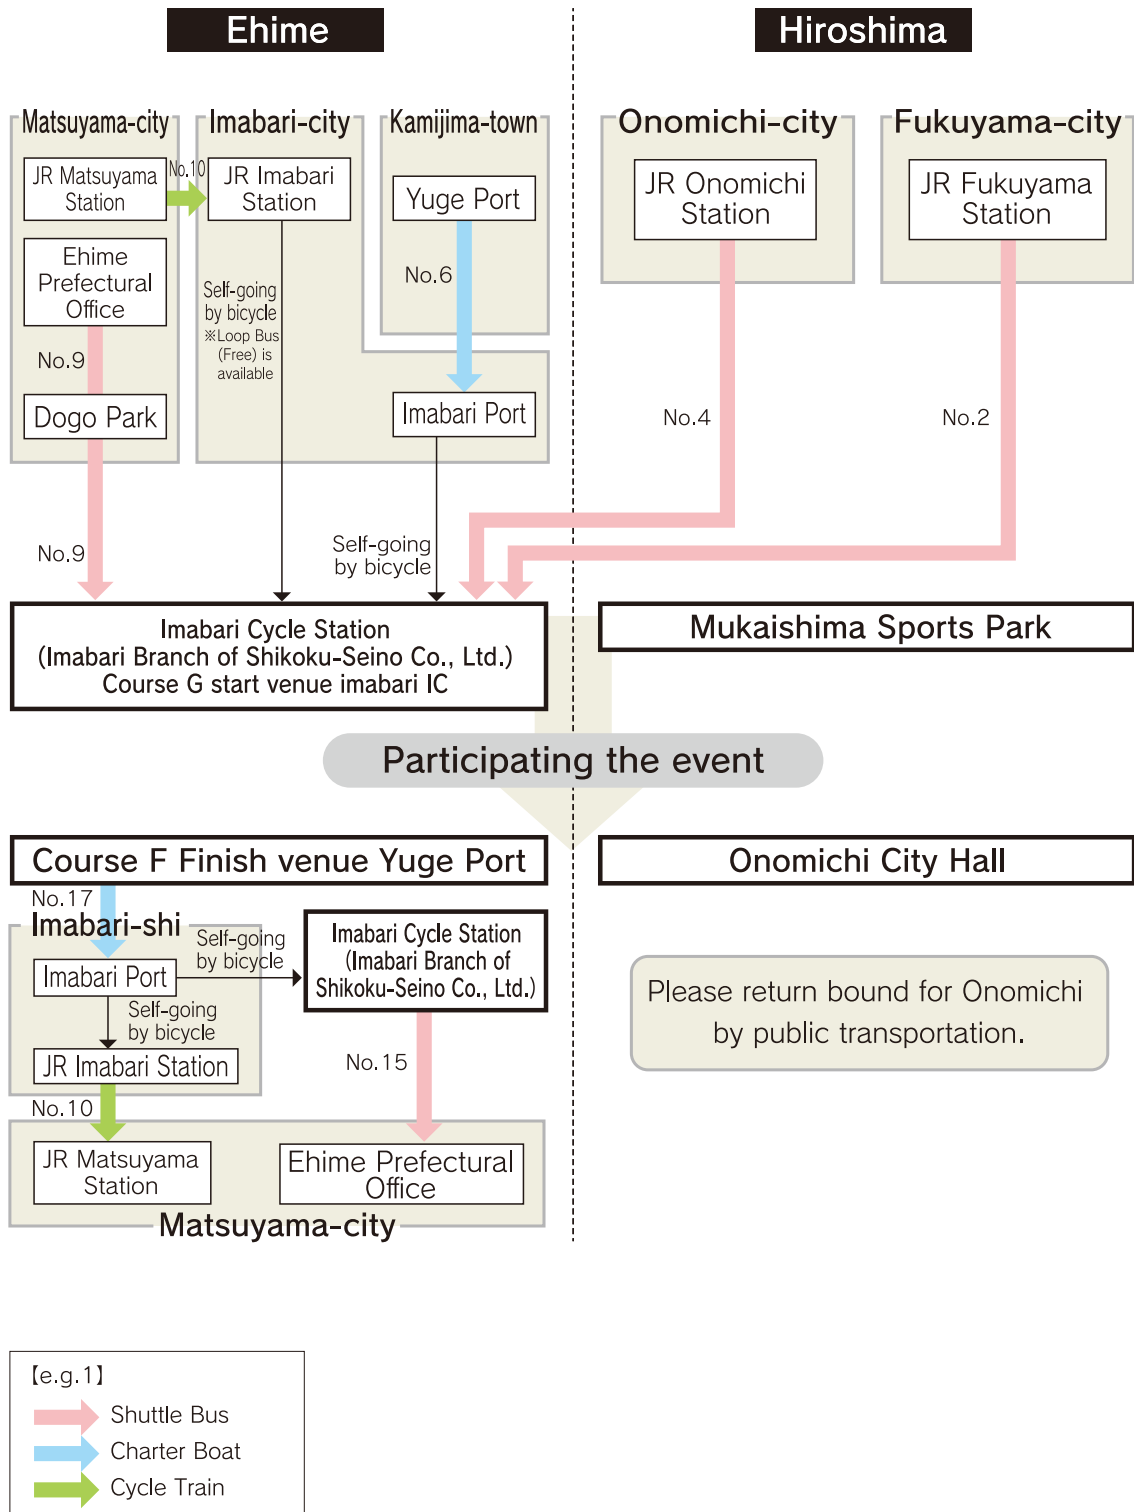 Ehime
Hiroshima
Matsuyama-city
Imabari-city
Kamijima-town
Onomichi-city
Fukuyama-city
JR Matsuyama
Station
No.10
JR Imabari
Station
Yuge Port
JR Onomichi
Station
JR Fukuyama
Station
Ehime
Prefectural
Office
No.6
Self-going
by bicycle
※Loop Bus
(Free) is
available
No.9
Dogo Park
Imabari Port
No.4
No.2
No.9
Self-going
by bicycle
Imabari Cycle Station
(Imabari Branch of Shikoku-Seino Co., Ltd.)
Course G start venue imabari IC
Mukaishima Sports Park
Participating the event
Course F Finish venue Yuge Port
Onomichi City Hall
No.17
Imabari-shi
Imabari Port
Self-going
by bicycle
Imabari Cycle Station
(Imabari Branch of
Shikoku-Seino Co., Ltd.)
Self-going
by bicycle
JR Imabari Station
No.15
Please return bound for Onomichi
by public transportation.
No.10
JR Matsuyama
Station
Ehime Prefectural
Office
Matsuyama-city
【e.g.1】
Shuttle Bus
Charter Boat
Cycle Train